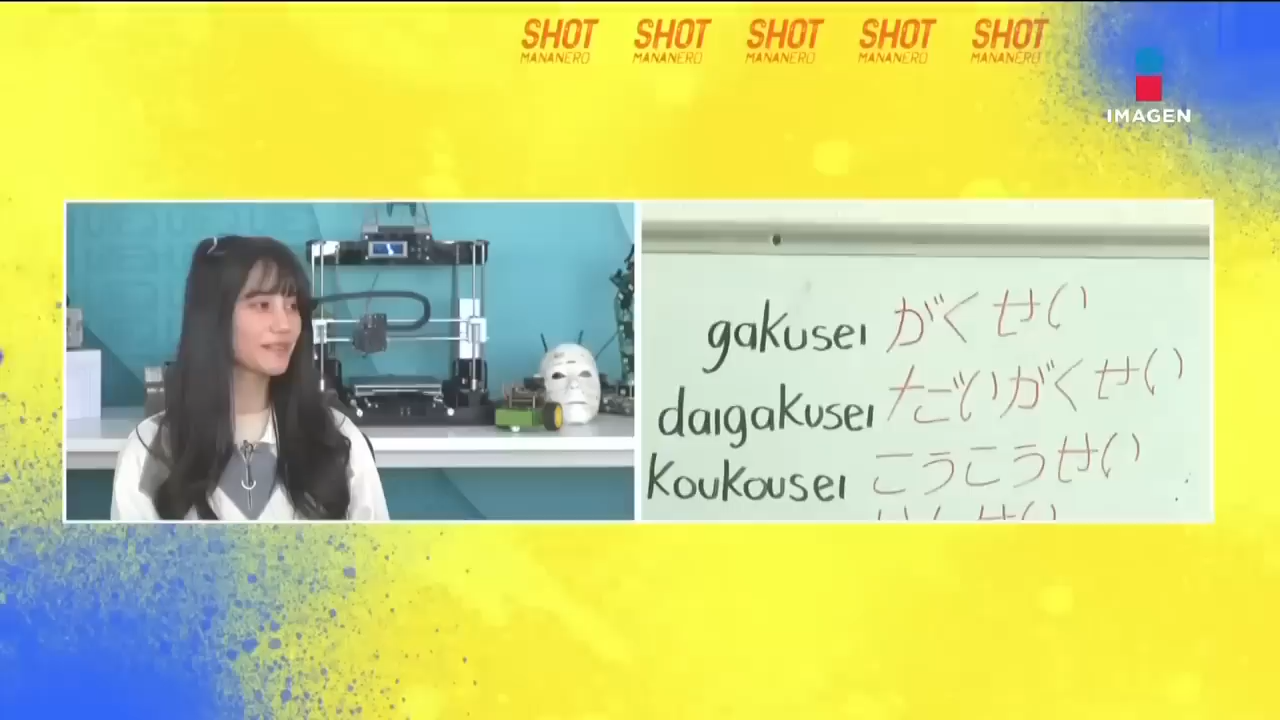 SHOT SHOT SHOT SHOT SHOT
MAÑANERO MAÑANERO MAÑANERO MAÑANERO MAÑANERO
IMAGEN
gakusei がくせい
daigakusei だいがくせい
koukousei こうこうせい